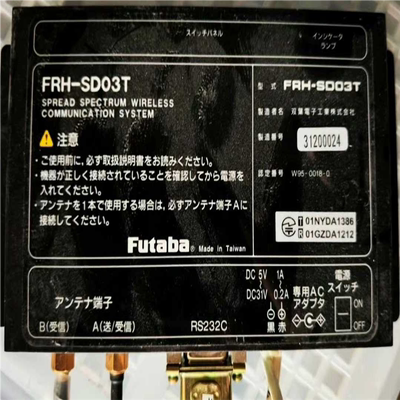 スイッチパネル
インジケータ
ランプ
FRH-SD03T
SPREAD SPECTRUM WIRELESS
COMMUNICATION SYSTEM
注意
・ご使用前に、必ず取扱説明書をお読みください。
・機器が正しく接続されていることを確認してから電源を
入れてください。
・アンテナを1本で使用する場合は、必ずアンテナ端子Aに
接続してください。
Futaba® Made in Taiwan
型式 FRH-SD03T
製造者 双葉電子工業株式会社
製造番号 31200024
認定番号 W95-0018-0
T 01NYDA1386
R 01GZDA1212
アンテナ端子
B(受信) A(送/受信)
RS232C
DC 5V 1A
DC31V 0.2A
⊖ ⊕
黒 赤
専用AC
アダプタ
電源
スイッチ
ON
OFF